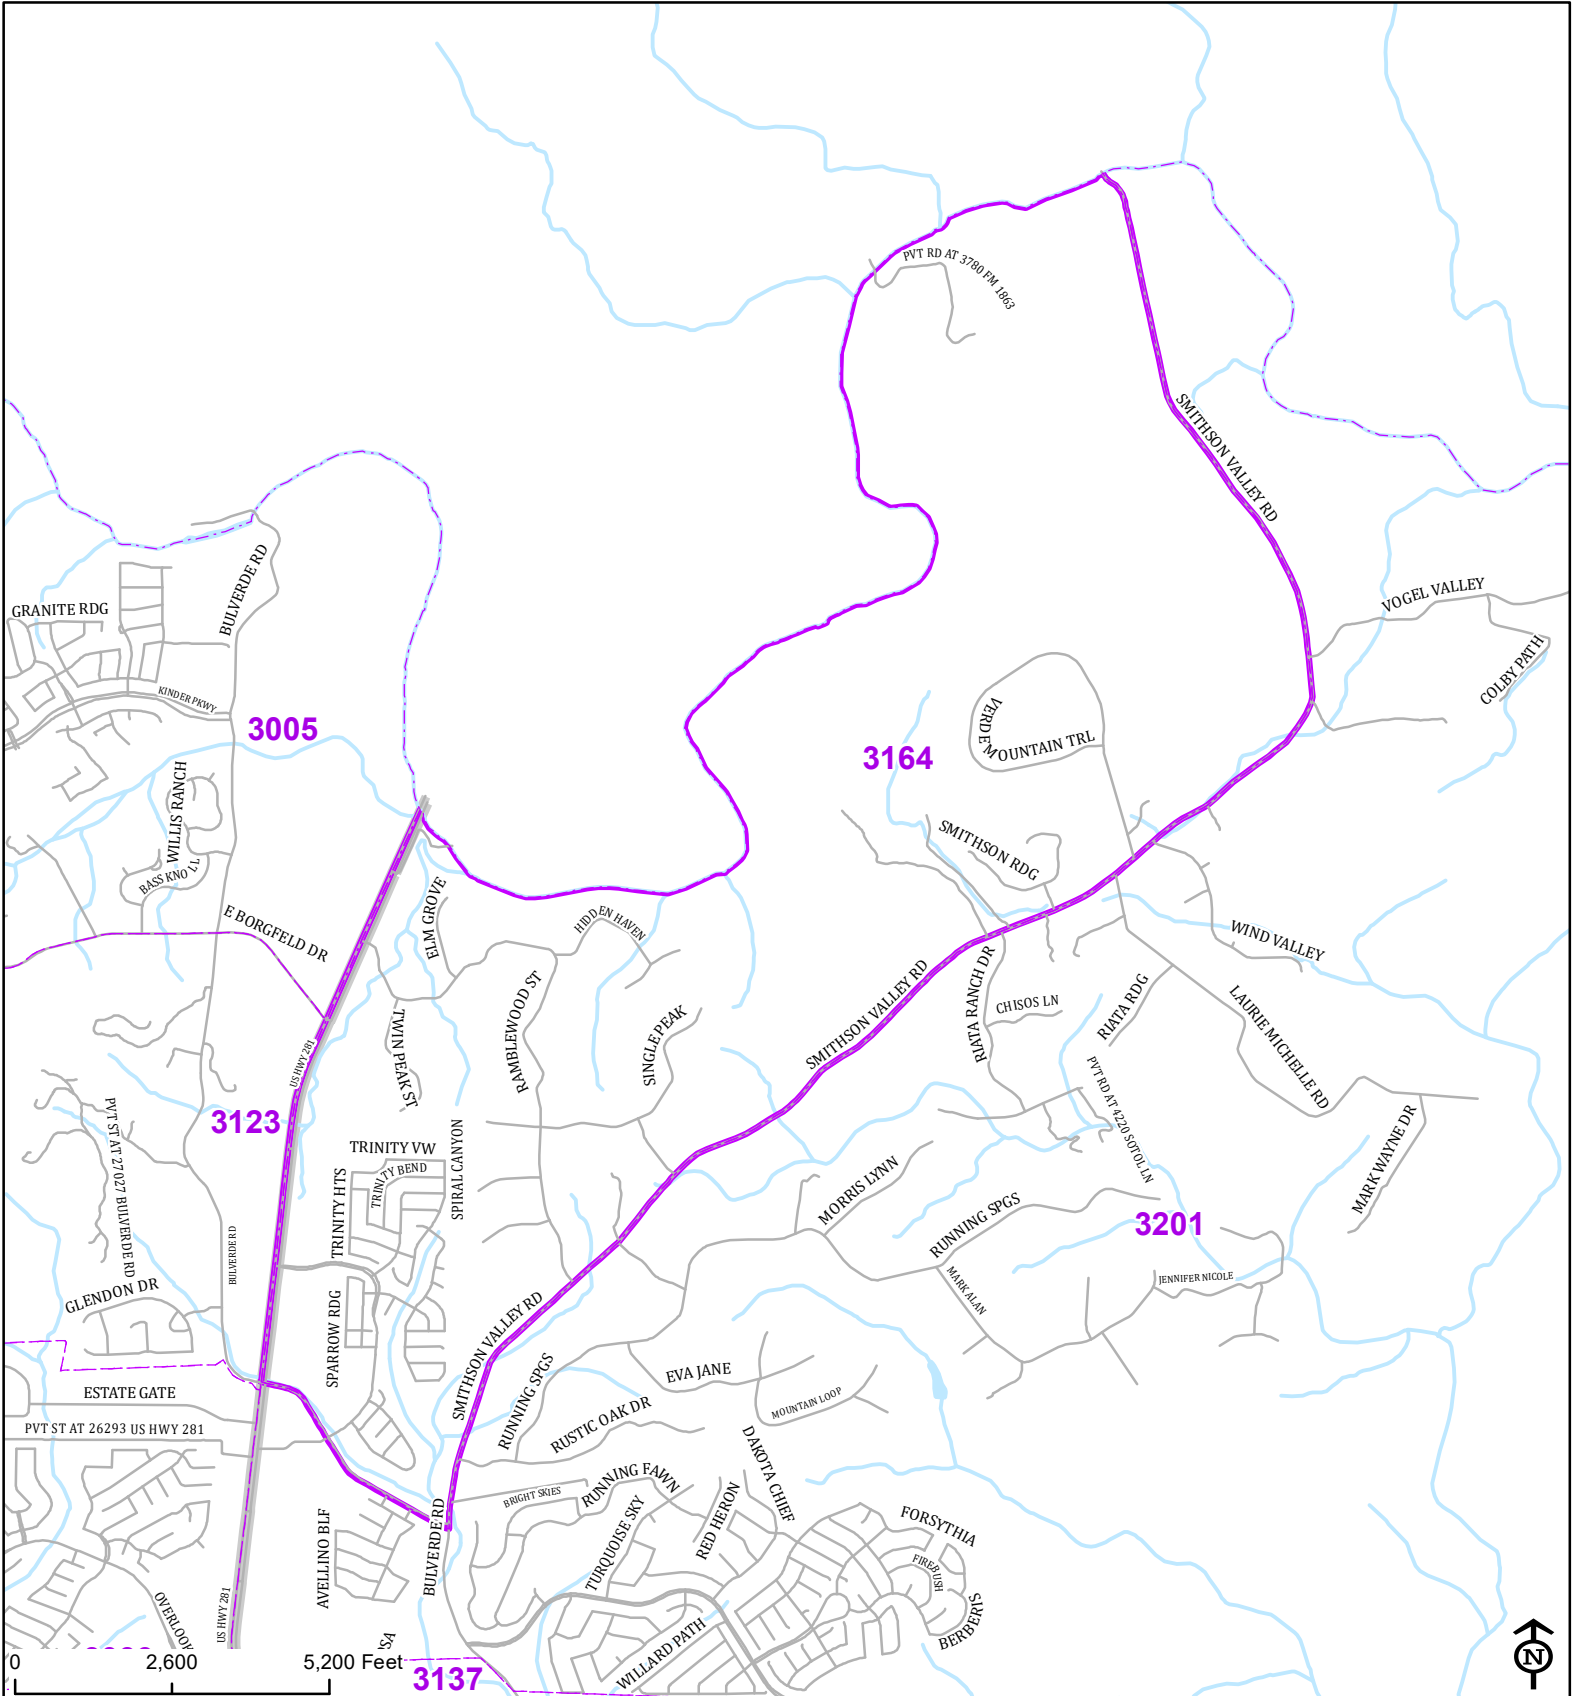 PVT RD AT 3780 FM 1863
SMITHSON VALLEY RD
BULVERDE RD
GRANITE RDG
VOGEL VALLEY
COLBY PATH
KINDER PKWY
3005
VERDE MOUNTAIN TRL
3164
WILLIS RANCH
BASS KNOLL
SMITHSON RDG
E BORGFELD DR
ELM GROVE
HIDDEN HAVEN
WIND VALLEY
SMITHSON VALLEY RD
RIATA RANCH DR
CHISOS LN
RIATA RDG
LAURIE MICHELLE RD
RAMBLEWOOD ST
SINGLE PEAK
TWIN PEAK ST
US HWY 281
3123
PVT ST AT 27027 BULVERDE RD
PVT RD AT 4220 SOTOL LN
MARK WAYNE DR
TRINITY VW
TRINITY BEND
TRINITY HTS
SPIRAL CANYON
MORRIS LYNN
RUNNING SPGS
3201
BULVERDE RD
GLENDON DR
MARK ALAN
JENNIFER NICOLE
SPARROW RDG
SMITHSON VALLEY RD
RUNNING SPGS
EVA JANE
MOUNTAIN LOOP
ESTATE GATE
PVT ST AT 26293 US HWY 281
RUSTIC OAK DR
DAKOTA CHIEF
BRIGHT SKIES
RUNNING FAWN
TURQUOISE SKY
RED HERON
FORSYTHIA
FIREBUSH
BERBERIS
AVELLINO BLF
BULVERDE RD
OVERLOOK
US HWY 281
SA
WILLARD PATH
3137
0 2,600 5,200 Feet
N